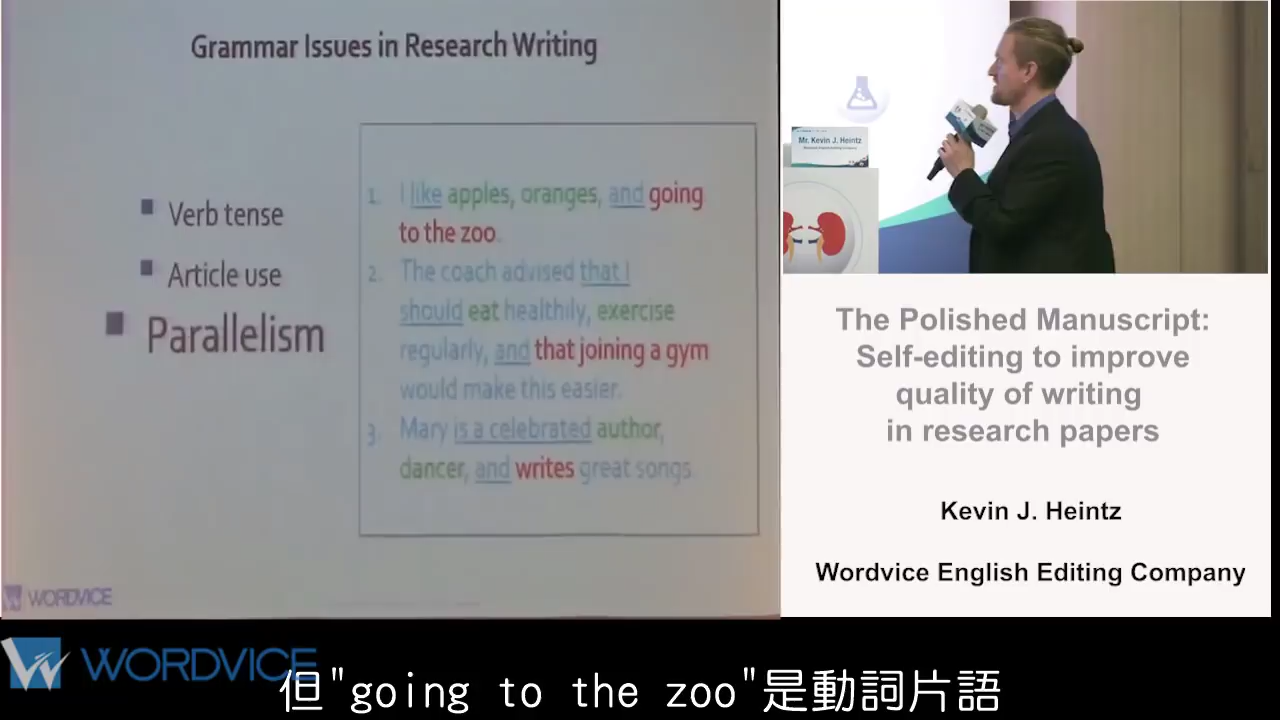 Grammar Issues in Research Writing
Verb tense
Article use
Parallelism
1. I like apples, oranges, and going
to the zoo.
2. The coach advised that I
should eat healthily, exercise
regularly, and that joining a gym
would make this easier.
3. Mary is a celebrated author,
dancer, and writes great songs.
WORDVICE
Mr. Kevin J. Heintz
The Polished Manuscript:
Self-editing to improve
quality of writing
in research papers
Kevin J. Heintz
Wordvice English Editing Company
WORDVICE
但"going to the zoo"是動詞片語